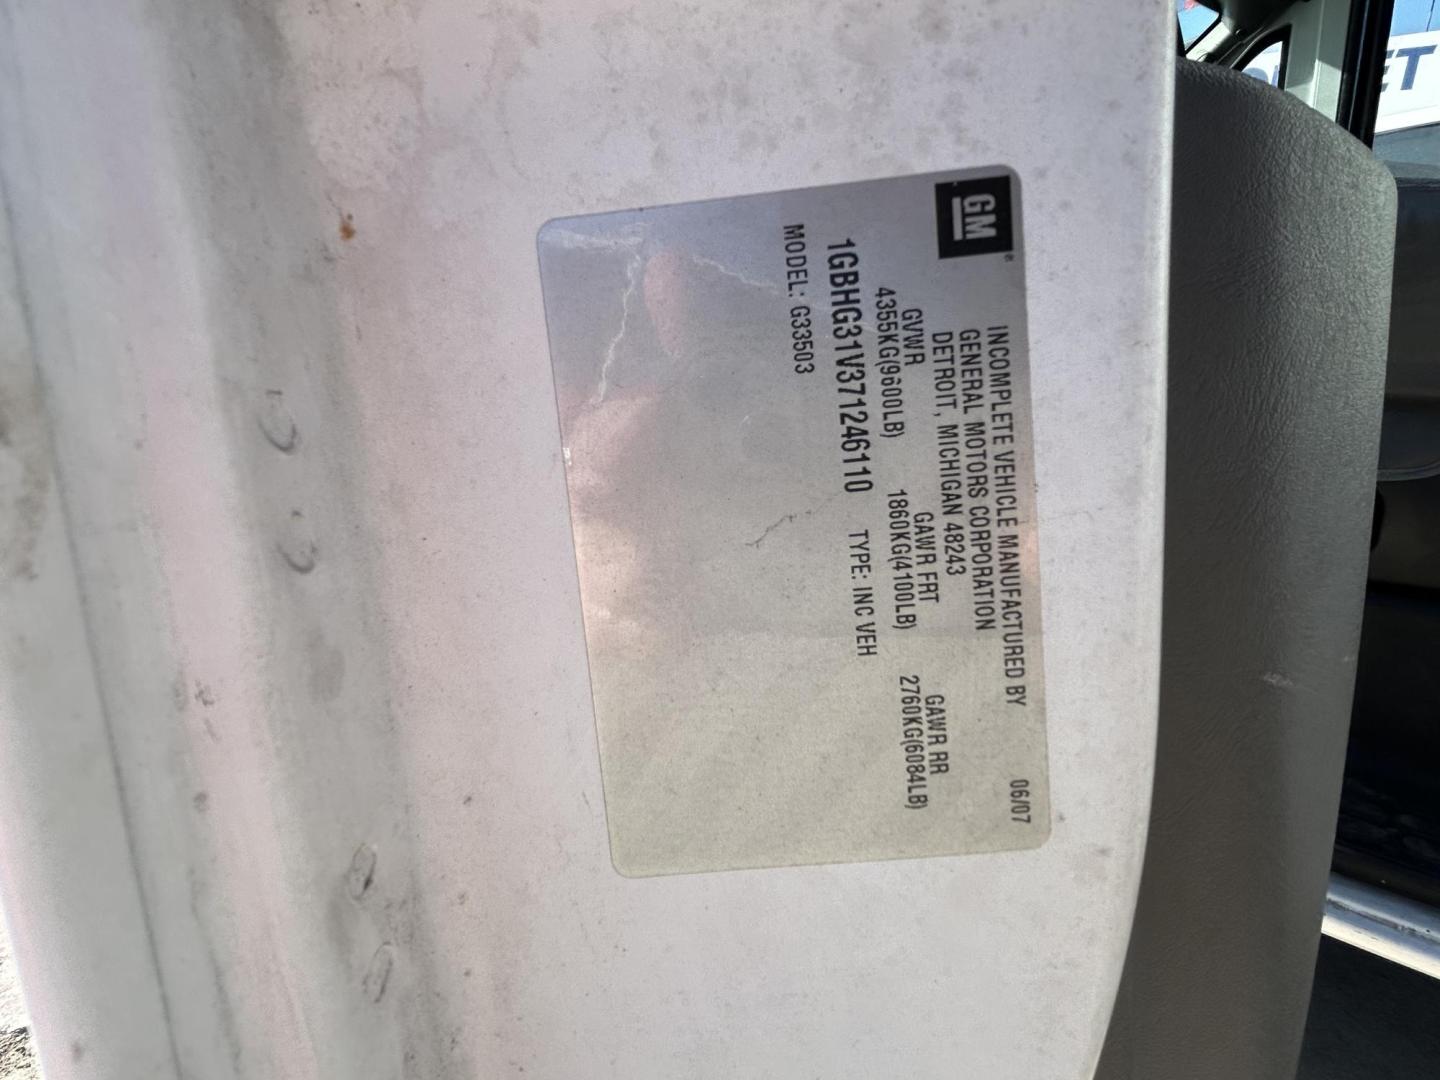 GM
INCOMPLETE VEHICLE MANUFACTURED BY 06/07
GENERAL MOTORS CORPORATION
DETROIT, MICHIGAN 48243
GVWR GAWR FRT GAWR RR
4355KG(9600LB) 1860KG(4100LB) 2760KG(6084LB)
1GBHG31V371246110 TYPE: INC VEH
MODEL: G33503